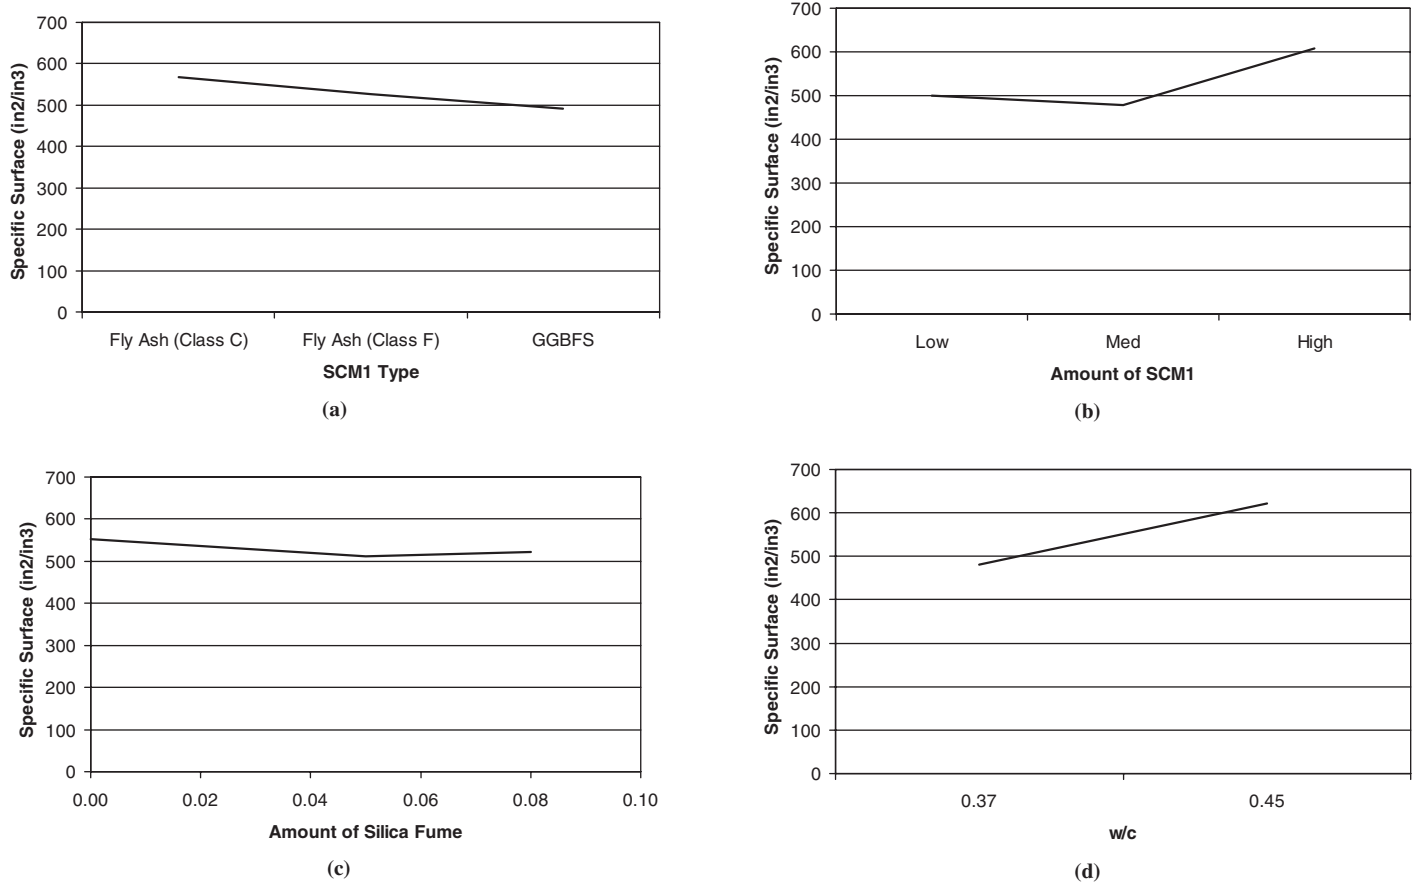 700
600
500
400
300
200
100
0
Specific Surface (in2/in3)
Fly Ash (Class C) Fly Ash (Class F) GGBFS
SCM1 Type
(a)
700
600
500
400
300
200
100
0
Specific Surface (in2/in3)
Low Med High
Amount of SCM1
(b)
700
600
500
400
300
200
100
0
Specific Surface (in2/in3)
0.00 0.02 0.04 0.06 0.08 0.10
Amount of Silica Fume
(c)
700
600
500
400
300
200
100
0
Specific Surface (in2/in3)
0.37 0.45
w/c
(d)